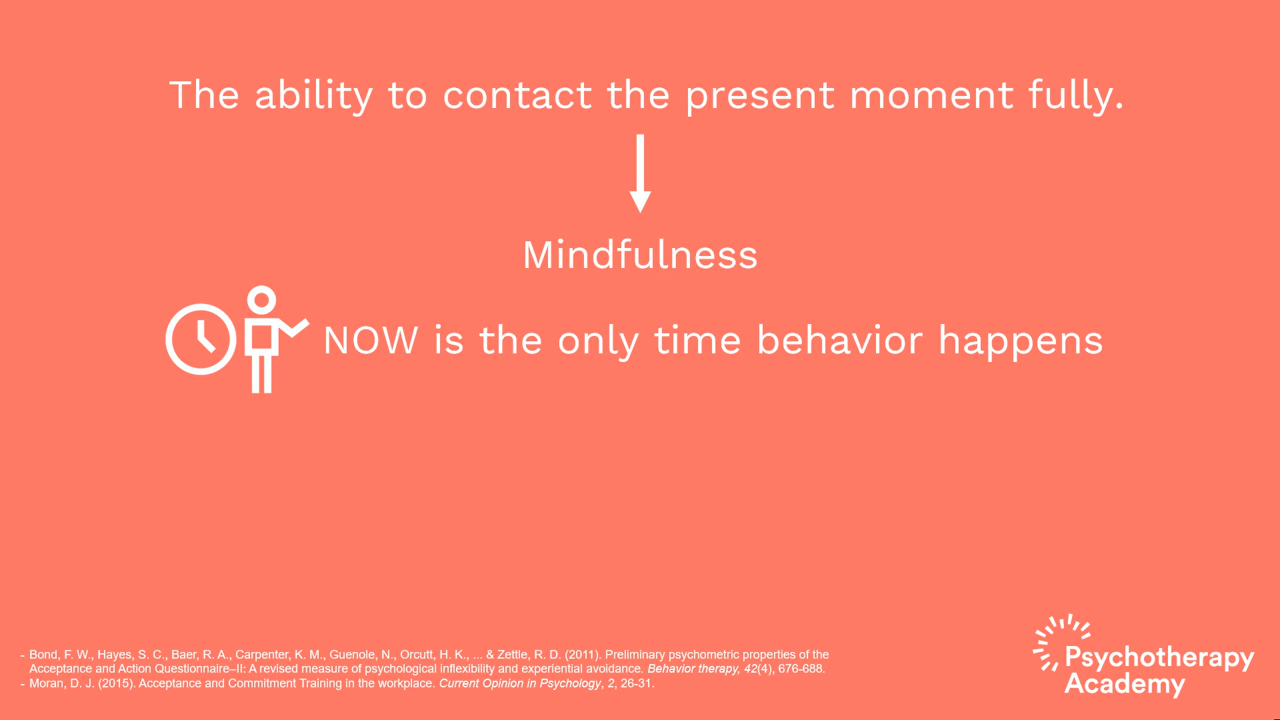 The ability to contact the present moment fully.
Mindfulness
NOW is the only time behavior happens
- Bond, F. W., Hayes, S. C., Baer, R. A., Carpenter, K. M., Guenole, N., Orcutt, H. K., ... & Zettle, R. D. (2011). Preliminary psychometric properties of the
Acceptance and Action Questionnaire–II: A revised measure of psychological inflexibility and experiential avoidance. Behavior therapy, 42(4), 676-688.
- Moran, D. J. (2015). Acceptance and Commitment Training in the workplace. Current Opinion in Psychology, 2, 26-31.
Psychotherapy
Academy